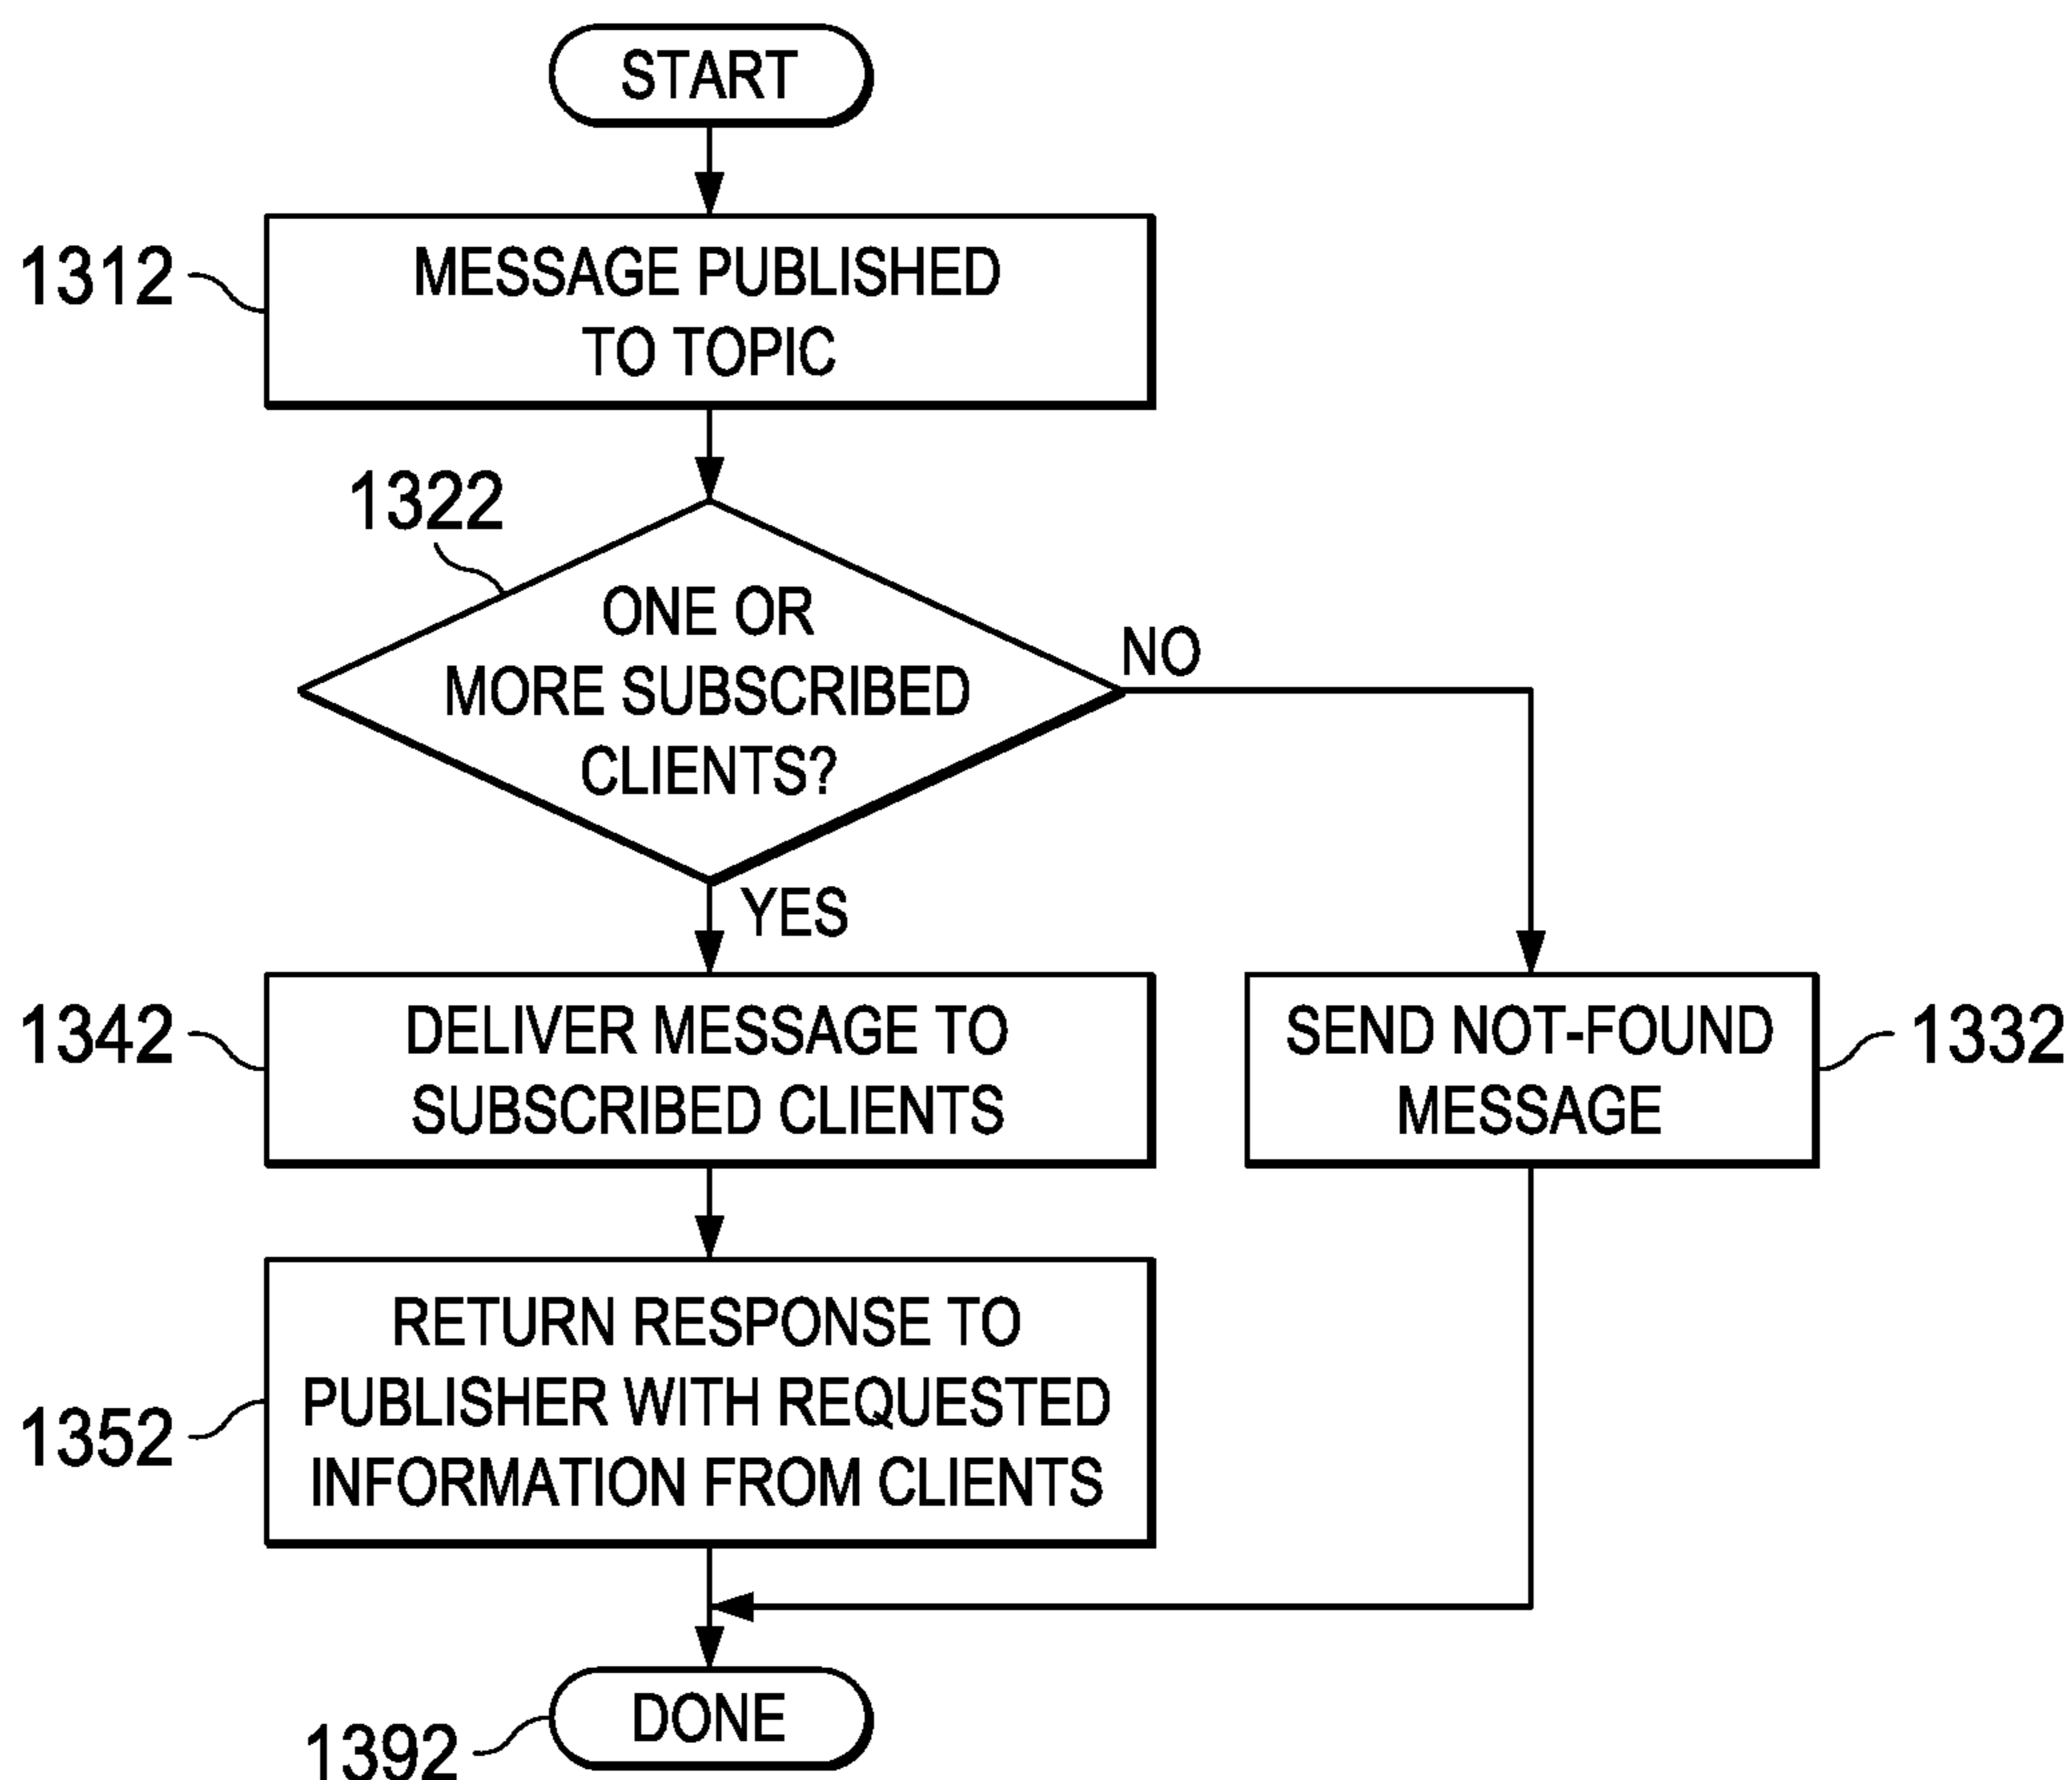 START
1312
MESSAGE PUBLISHED
TO TOPIC
1322
ONE OR
MORE SUBSCRIBED
CLIENTS?
NO
YES
1342
DELIVER MESSAGE TO
SUBSCRIBED CLIENTS
SEND NOT-FOUND
MESSAGE
1332
1352
RETURN RESPONSE TO
PUBLISHER WITH REQUESTED
INFORMATION FROM CLIENTS
DONE
1392